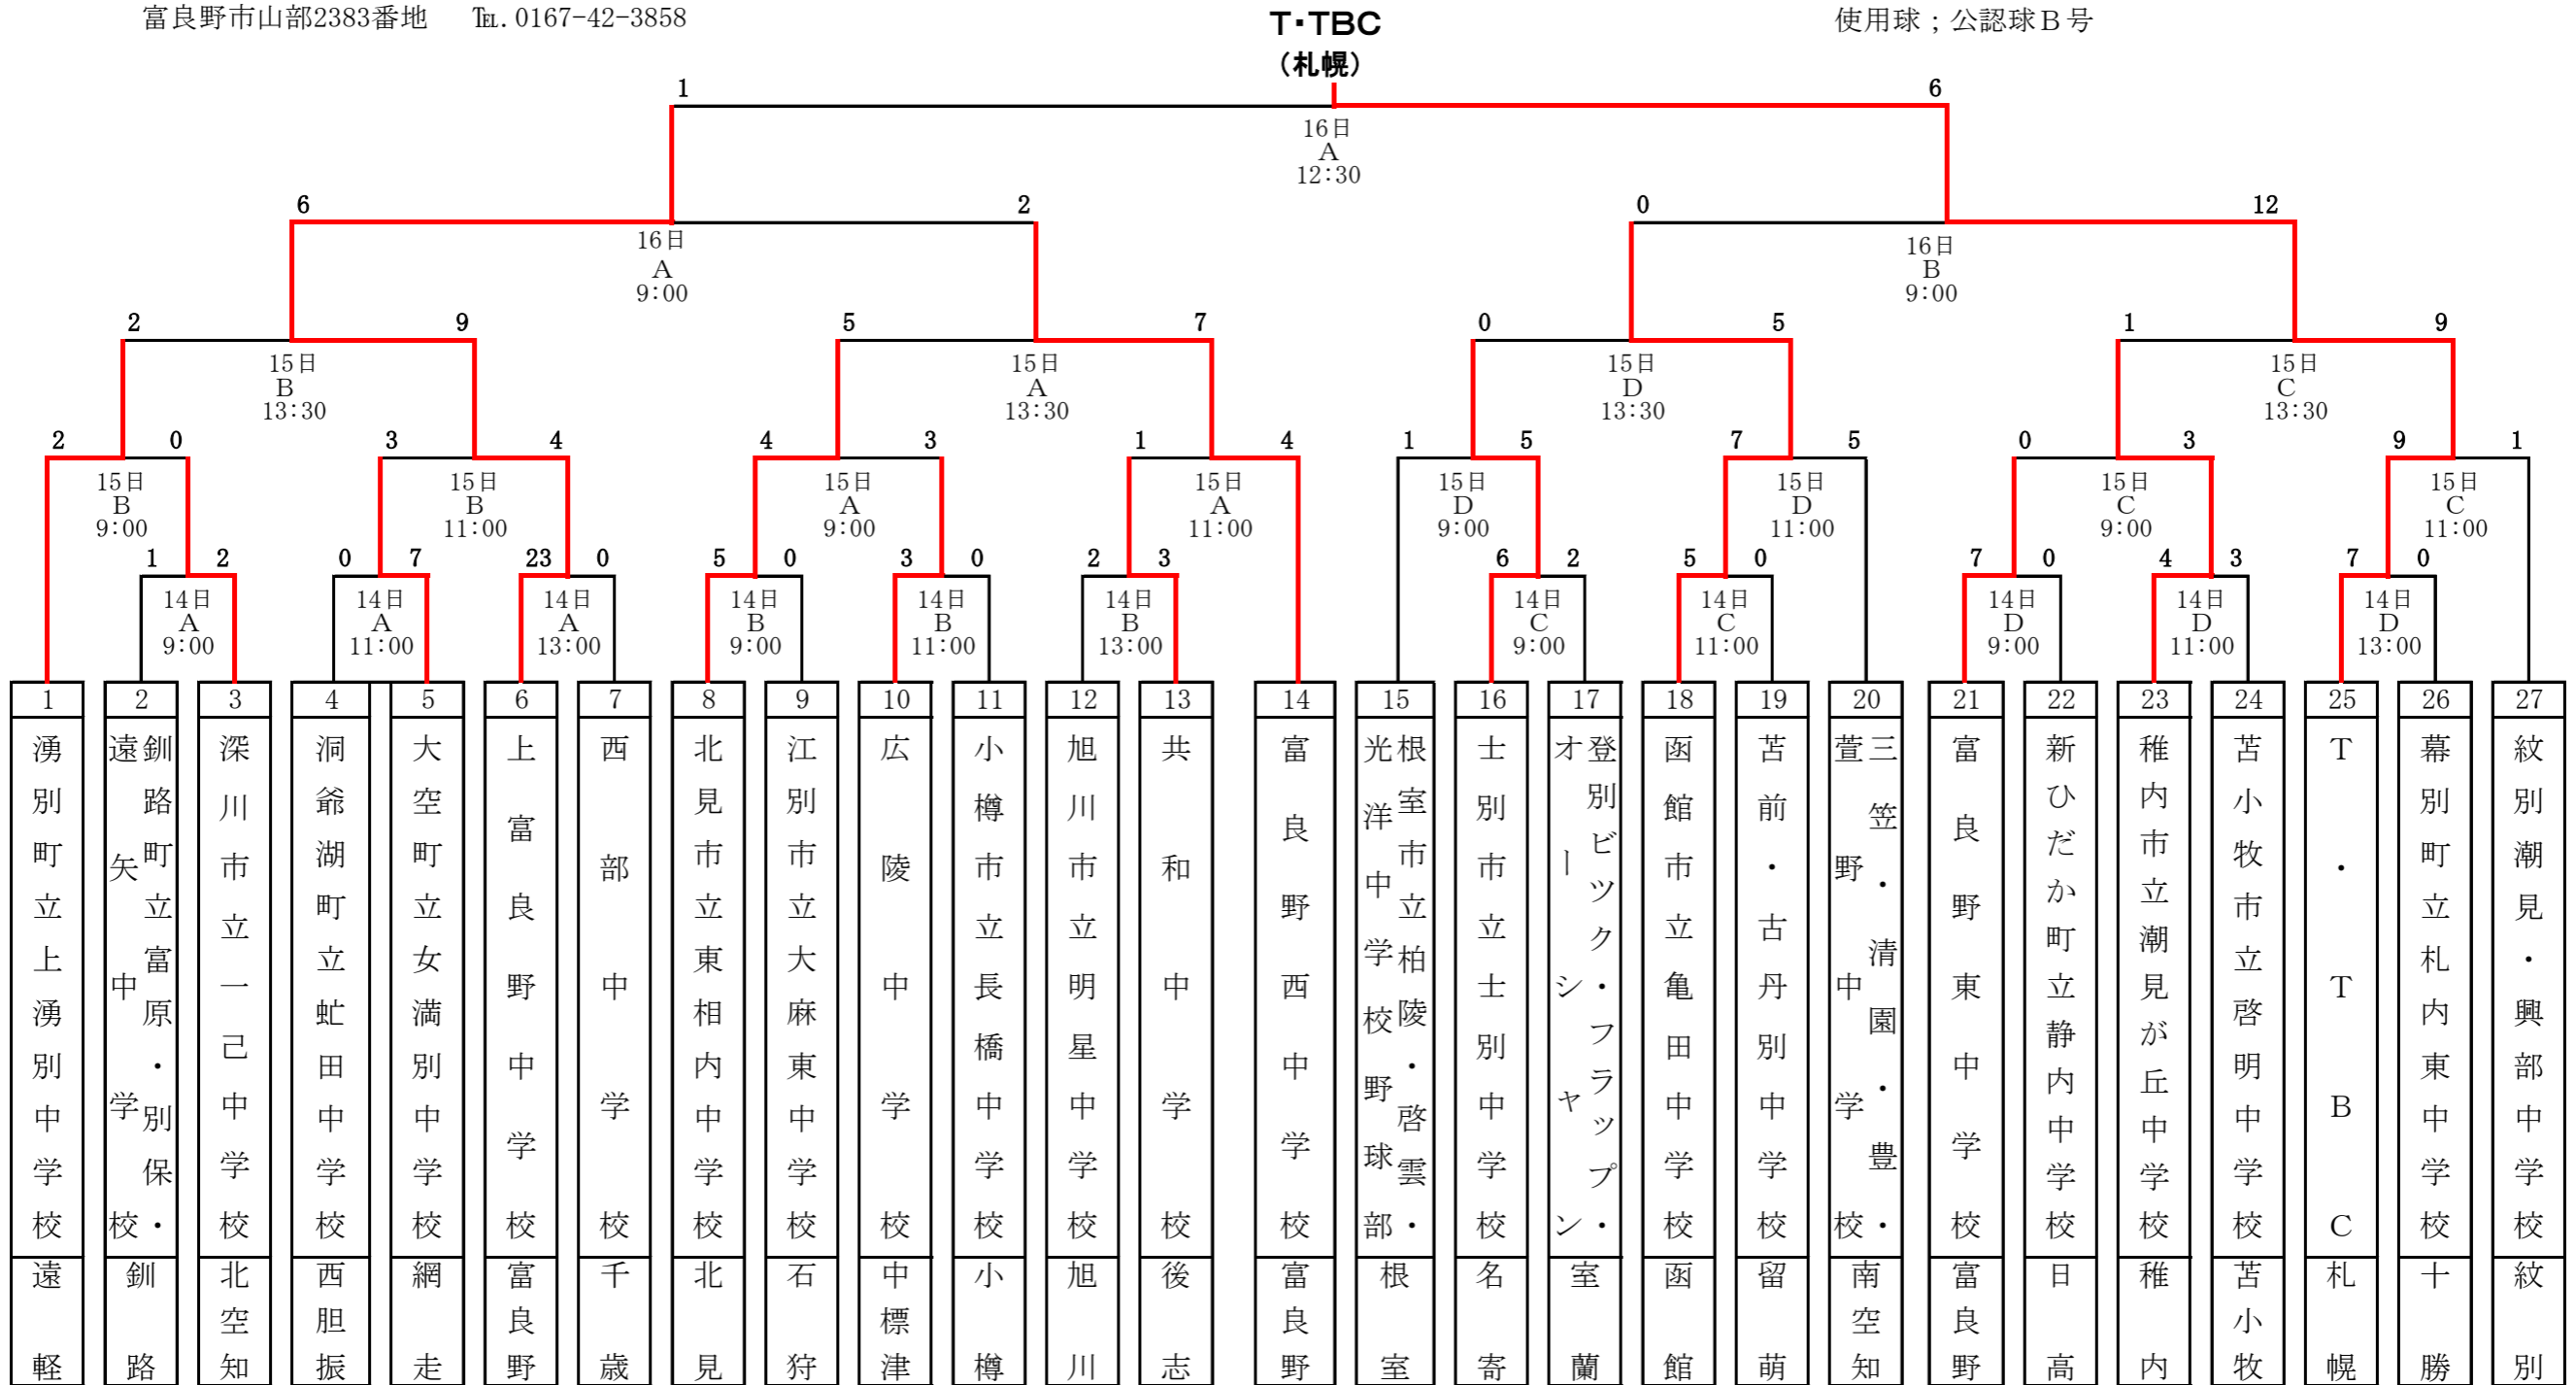 富良野市山部2383番地　℡.0167-42-3858
T・TBC
（札幌）
使用球；公認球Ｂ号
1　6
16日
A
12:30
6　2　0　12
16日　16日
A　B
9:00　9:00
2　9　5　7　0　5　1　9
15日　15日　15日　15日
B　A　D　C
13:30　13:30　13:30　13:30
2　0　3　4　4　3　1　4　1　5　7　5　0　3　9　1
15日　15日　15日　15日　15日　15日　15日　15日
B　B　A　A　D　D　C　C
9:00　11:00　9:00　11:00　9:00　11:00　9:00　11:00
1　2　0　7　23　0　5　0　3　0　2　3　6　2　5　0　7　0　4　3　7　0
14日　14日　14日　14日　14日　14日　14日　14日　14日　14日　14日
A　A　A　B　B　B　C　C　D　D　D
9:00　11:00　13:00　9:00　11:00　13:00　9:00　11:00　9:00　11:00　13:00
1　2　3　4　5　6　7　8　9　10　11　12　13　14　15　16　17　18　19　20　21　22　23　24　25　26　27
湧別町立上湧別中学校
釧路町立富原・別保・
遠矢中学校
深川市立一已中学校
洞爺湖町立虻田中学校
大空町立女満別中学校
上富良野中学校
西部中学校
北見市立東相内中学校
江別市立大麻東中学校
広陵中学校
小樽市立長橋中学校
旭川市立明星中学校
共和中学校
富良野西中学校
根室市立柏陵・啓雲・
光洋中学校野球部
士別市立士別中学校
登別ビツク・フラップ・
オーシャン
函館市立亀田中学校
苫前・古丹別中学校
三笠・清園・豊・
萱野中学校
富良野東中学校
新ひだか町立静内中学校
稚内市立潮見が丘中学校
苫小牧市立啓明中学校
T・TBC
幕別町立札内東中学校
紋別潮見・興部中学校
遠軽　釧路　北空知　西胆振　網走　富良野　千歳　北見　石狩　中標津　小樽　旭川　後志　富良野　根室　名寄　室蘭　函館　留萌　南空知　富良野　日高　稚内　苫小牧　札幌　十勝　紋別